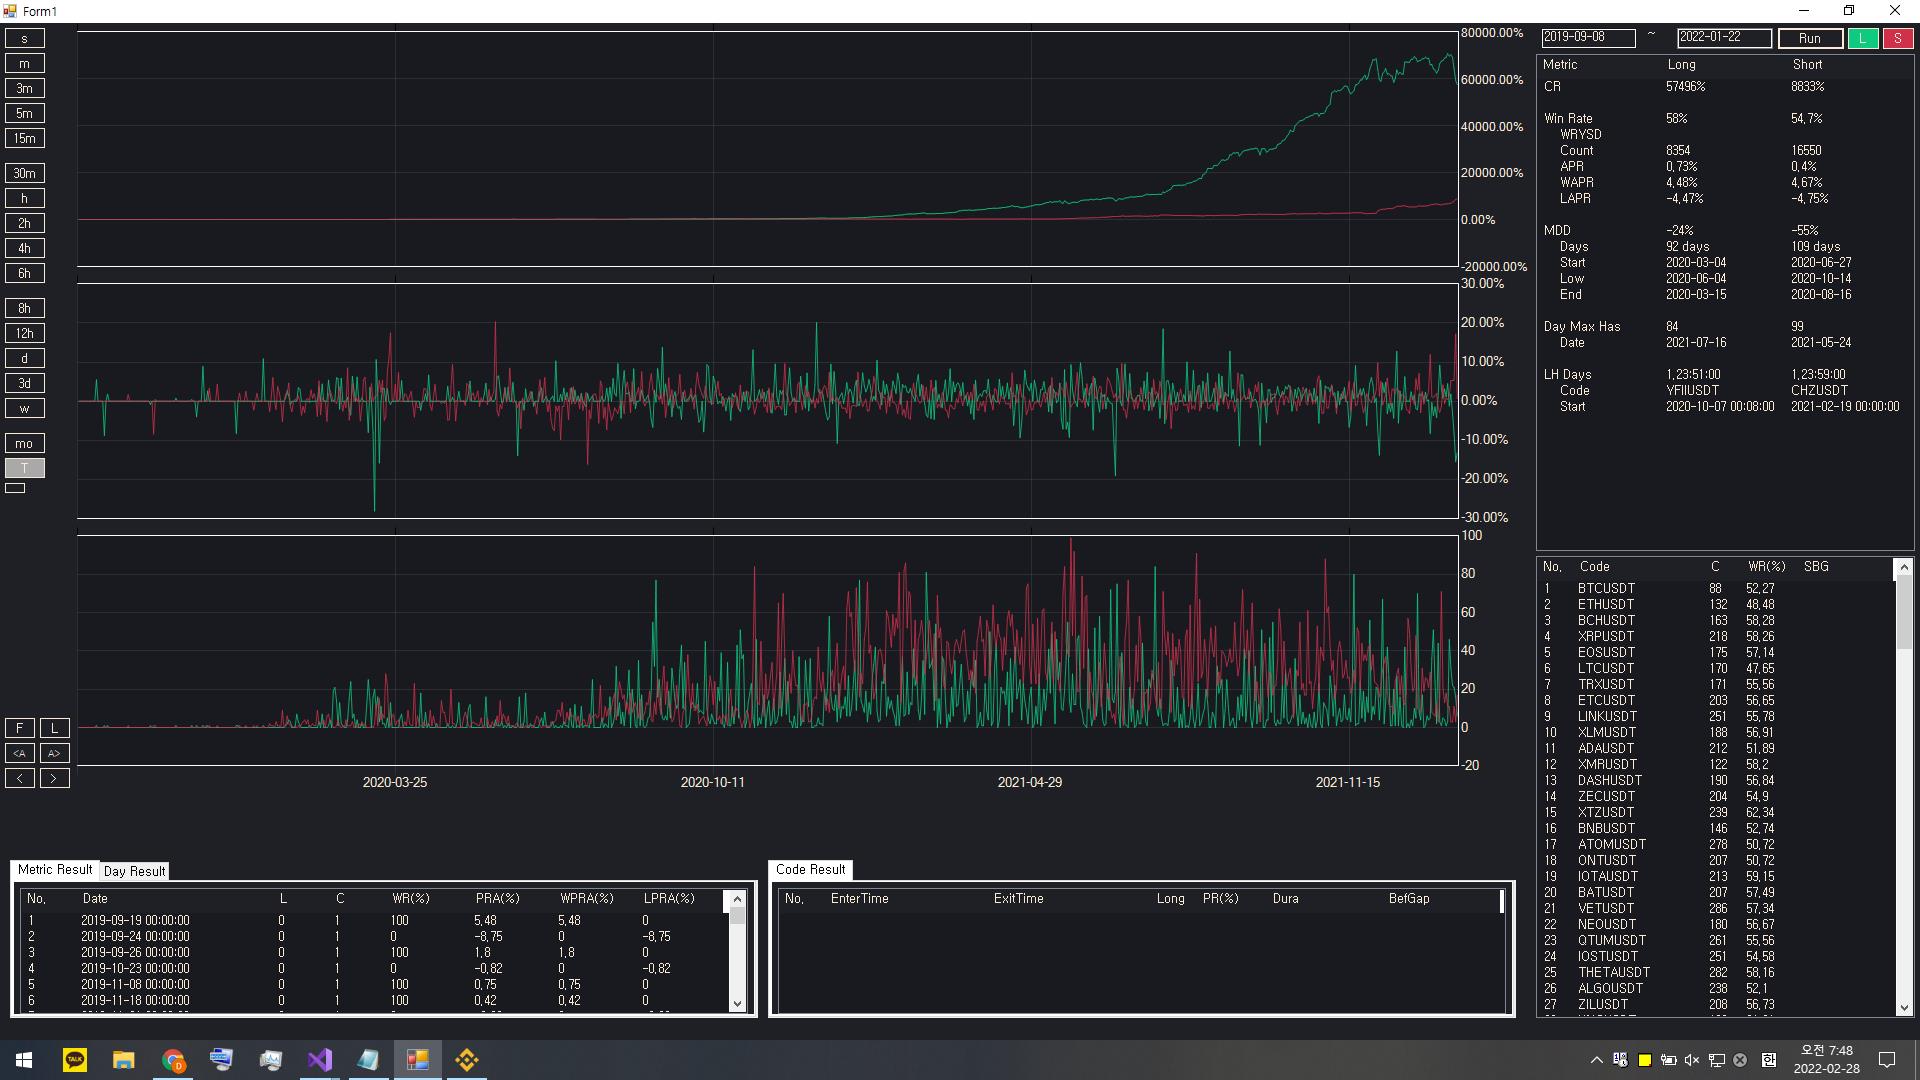 Form1
s
m
3m
5m
15m
30m
h
2h
4h
6h
8h
12h
d
3d
w
mo
T
F L
<A A>
< >
80000.00%
60000.00%
40000.00%
20000.00%
0.00%
-20000.00%
30.00%
20.00%
10.00%
0.00%
-10.00%
-20.00%
-30.00%
100
80
60
40
20
0
-20
2020-03-25 2020-10-11 2021-04-29 2021-11-15
2019-09-08 ~ 2022-01-22 Run L S
Metric Long Short
CR 57496% 8833%
Win Rate 58% 54,7%
WRYSD
Count 8354 16550
APR 0,73% 0,4%
WAPR 4,48% 4,67%
LAPR -4,47% -4,75%
MDD -24% -55%
Days 92 days 109 days
Start 2020-03-04 2020-06-27
Low 2020-06-04 2020-10-14
End 2020-03-15 2020-08-16
Day Max Has 84 99
Date 2021-07-16 2021-05-24
LH Days 1,23:51:00 1,23:59:00
Code YFIIUSDT CHZUSDT
Start 2020-10-07 00:08:00 2021-02-19 00:00:00
No, Code C WR(%) SBG
1 BTCUSDT 88 52,27
2 ETHUSDT 132 48,48
3 BCHUSDT 163 58,28
4 XRPUSDT 218 58,26
5 EOSUSDT 175 57,14
6 LTCUSDT 170 47,65
7 TRXUSDT 171 55,56
8 ETCUSDT 203 56,65
9 LINKUSDT 251 55,78
10 XLMUSDT 188 56,91
11 ADAUSDT 212 51,89
12 XMRUSDT 122 58,2
13 DASHUSDT 190 56,84
14 ZECUSDT 204 54,9
15 XTZUSDT 239 62,34
16 BNBUSDT 146 52,74
17 ATOMUSDT 278 50,72
18 ONTUSDT 207 50,72
19 IOTAUSDT 213 59,15
20 BATUSDT 207 57,49
21 VETUSDT 286 57,34
22 NEOUSDT 180 56,67
23 QTUMUSDT 261 55,56
24 IOSTUSDT 251 54,58
25 THETAUSDT 282 58,16
26 ALGOUSDT 238 52,1
27 ZILUSDT 208 56,73
Metric Result Day Result
No, Date L C WR(%) PRA(%) WPRA(%) LPRA(%)
1 2019-09-19 00:00:00 0 1 100 5,48 5,48 0
2 2019-09-24 00:00:00 0 1 0 -8,75 0 -8,75
3 2019-09-26 00:00:00 0 1 100 1,8 1,8 0
4 2019-10-23 00:00:00 0 1 0 -0,82 0 -0,82
5 2019-11-08 00:00:00 0 1 100 0,75 0,75 0
6 2019-11-18 00:00:00 0 1 100 0,42 0,42 0
Code Result
No, EnterTime ExitTime Long PR(%) Dura BefGap
TALK
오전 7:48
2022-02-28